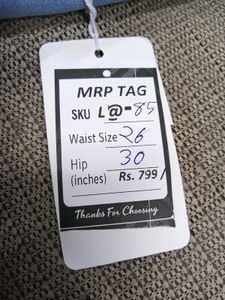 MRP TAG
SKU L@-85
Waist Size 26
Hip 30
(inches) Rs. 799/
Thanks For Choosing